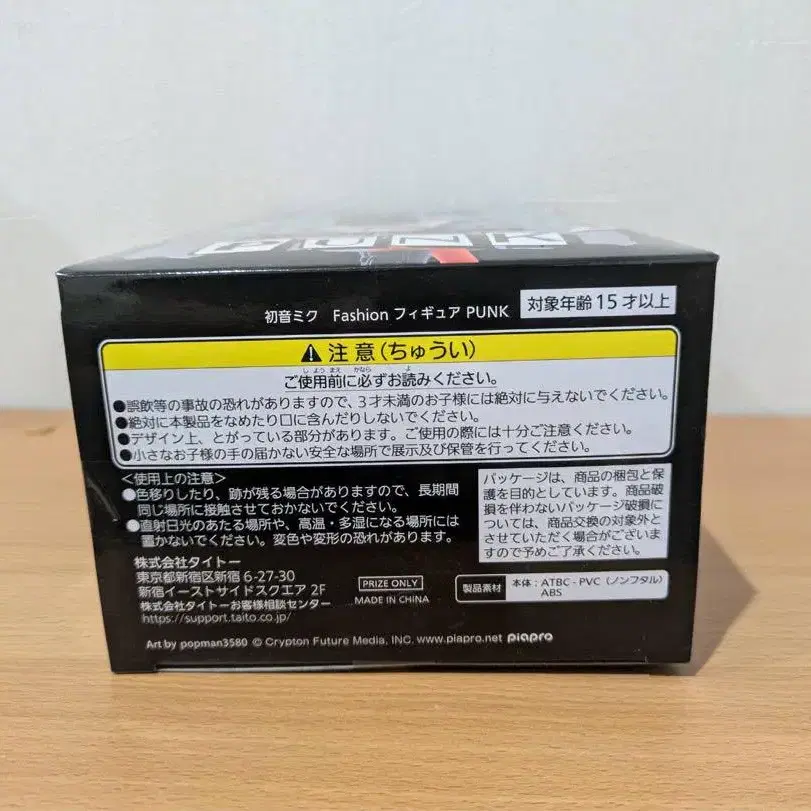 PUNK
初音ミク Fashion フィギュア PUNK
対象年齢15才以上
注意(ちゅうい)
しようまえ かなら よ
ご使用前に必ずお読みください。
●誤飲等の事故の恐れがありますので、3才未満のお子様には絶対に与えないでください。
●絶対に本製品をなめたり口に含んだりしないでください。
●デザイン上、とがっている部分があります。ご使用の際には十分ご注意ください。
●小さなお子様の手の届かない安全な場所で展示及び保管を行ってください。
<使用上の注意>
●色移りしたり、跡が残る場合がありますので、長期間
同じ場所に接触させておかないでください。
●直射日光のあたる場所や、高温・多湿になる場所には
置かないでください。変色や変形の恐れがあります。
パッケージは、商品の梱包と保
護を目的としています。商品破
損を伴わないパッケージ破損に
ついては、商品交換の対象外と
させていただく場合がございま
すので予めご了承ください。
株式会社タイトー
東京都新宿区新宿 6-27-30
新宿イーストサイドスクエア 2F
株式会社タイトーお客様相談センター
https://support.taito.co.jp/
PRIZE ONLY
MADE IN CHINA
製品素材
本体:ATBC-PVC(ノンフタル)
ABS
Art by popman3580 © Crypton Future Media, INC. www.piapro.net piapro